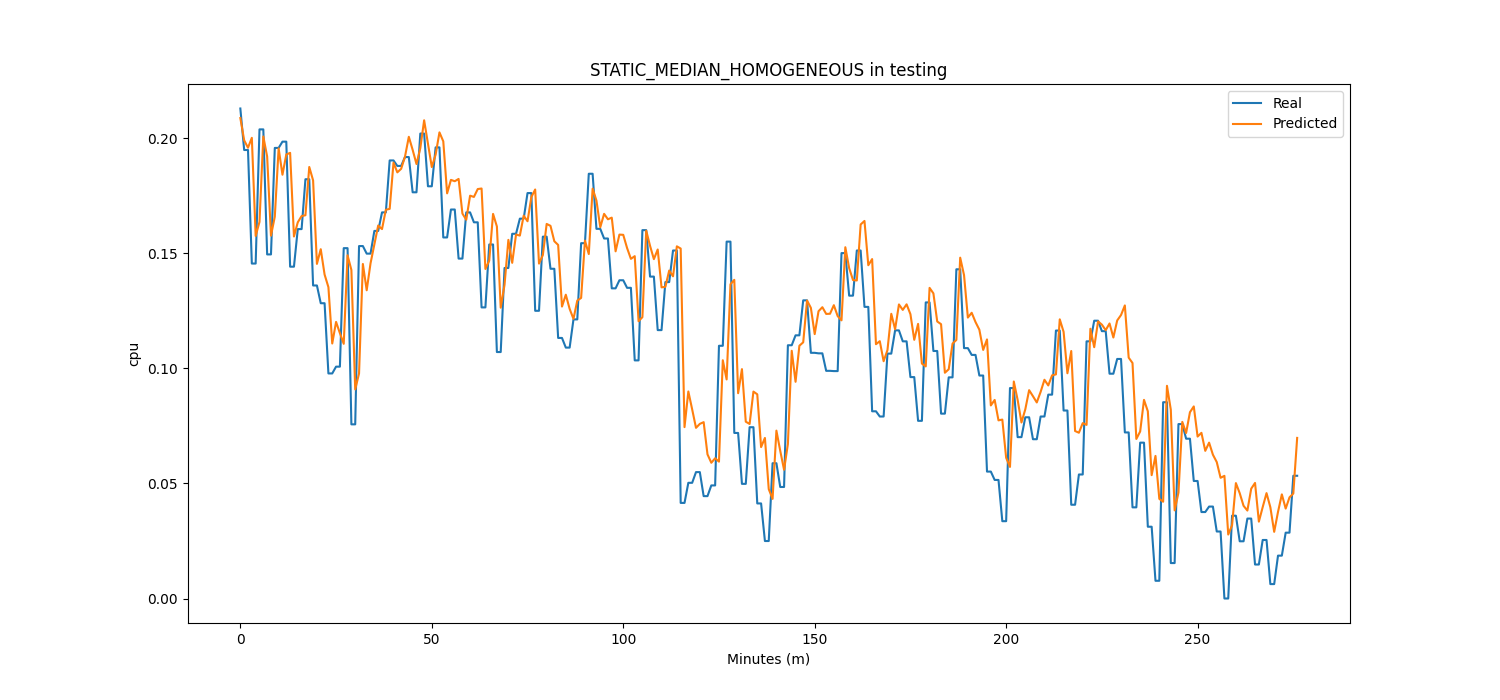 STATIC_MEDIAN_HOMOGENEOUS in testing
Real
Predicted
cpu
0.20
0.15
0.10
0.05
0.00
0 50 100 150 200 250
Minutes (m)